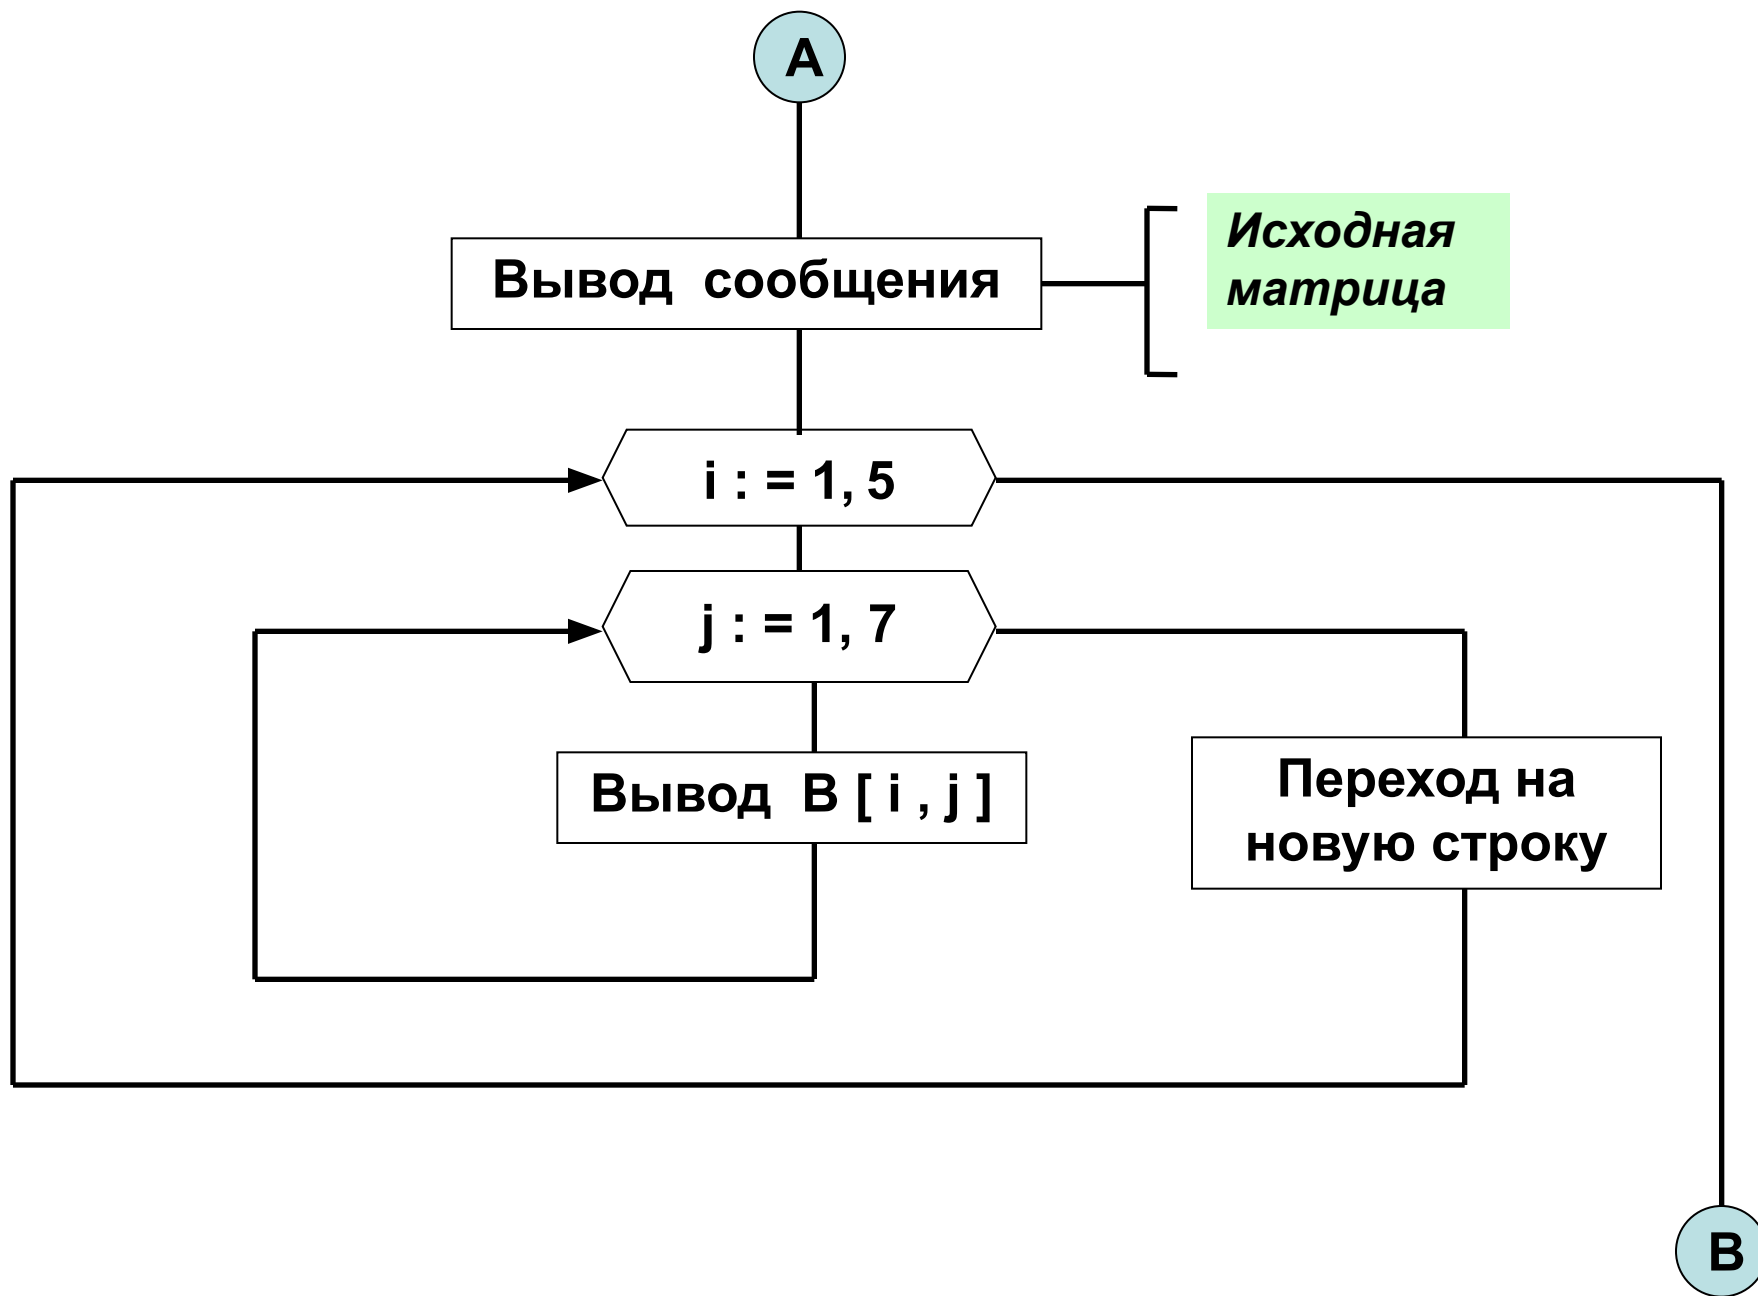 А
Вывод сообщения
Исходная
матрица
i : = 1, 5
j : = 1, 7
Вывод В [ i , j ]
Переход на
новую строку
В